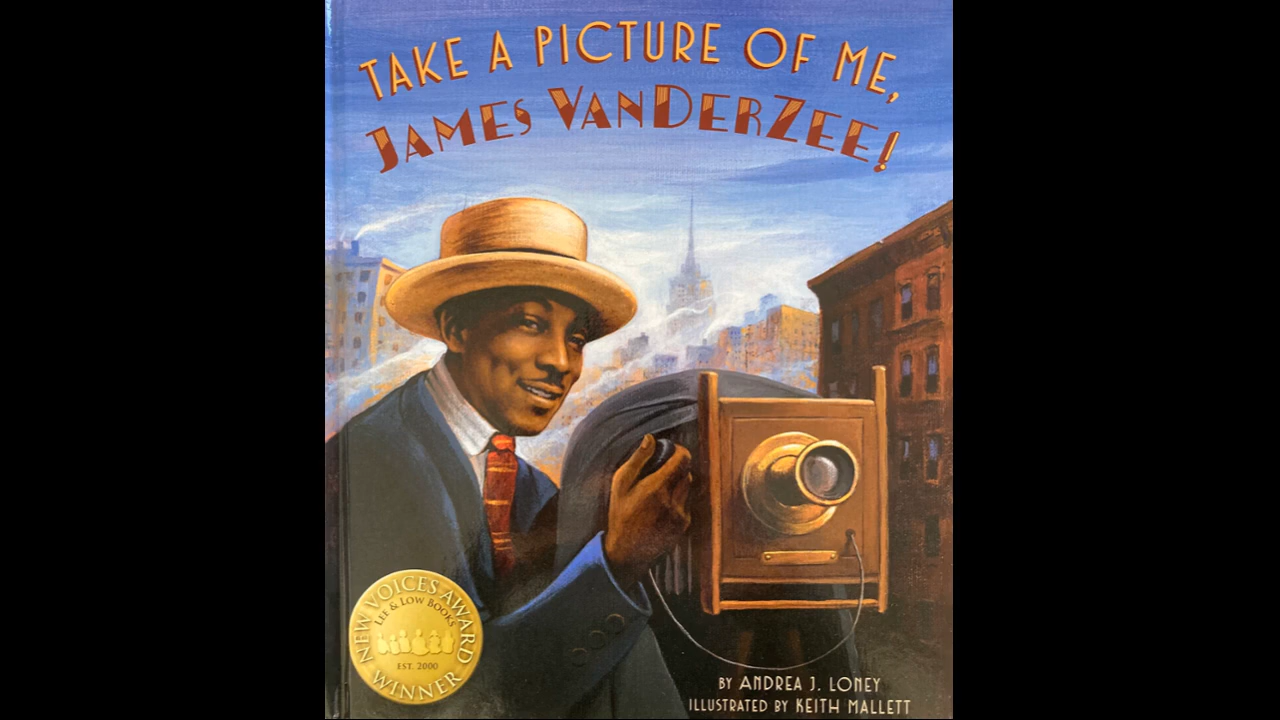 TAKE A PICTURE OF ME,
JAMES VANDERZEE!
NEW VOICES AWARD
LEE & LOW BOOKS
EST. 2000
WINNER
BY ANDREA J. LONEY
ILLUSTRATED BY KEITH MALLETT